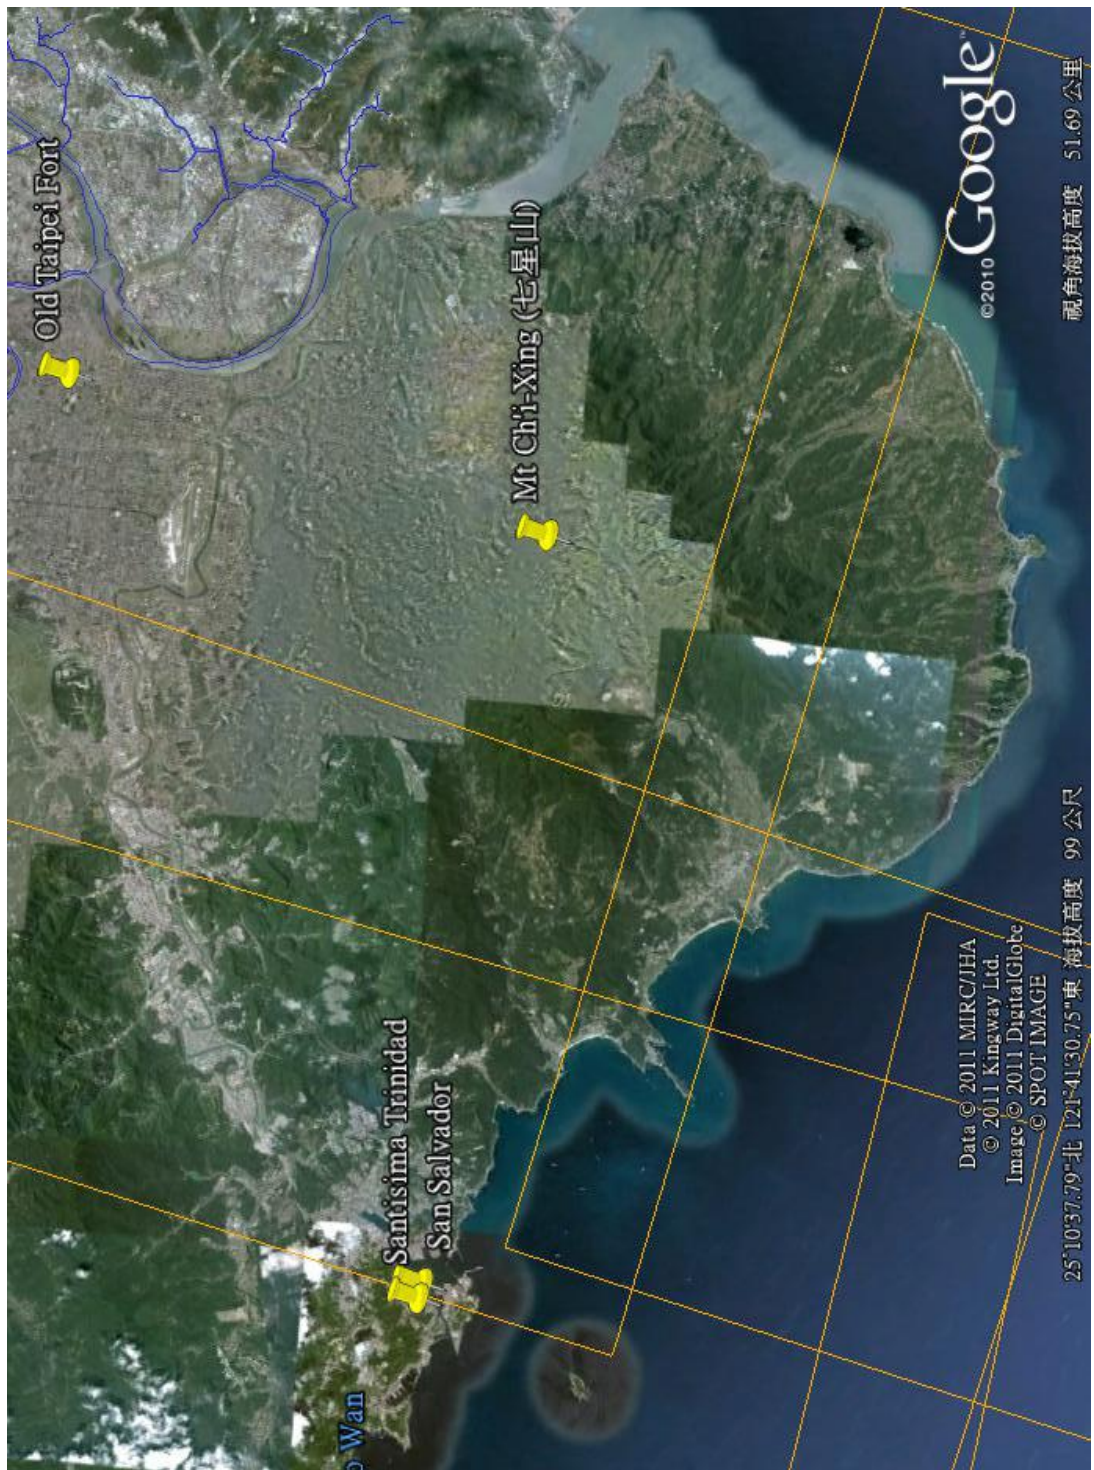 Old Taipei Fort
Mt Ch'i-Xing (七星山)
Santisima Trinidad
San Salvador
o Wan
©2010 Google™
Data © 2011 MIRC/JHA
© 2011 Kingway Ltd.
Image © 2011 DigitalGlobe
© SPOT IMAGE
25°10'37.79"北 121°41'30.75"東 海拔高度 99 公尺
視角海拔高度 51.69 公里